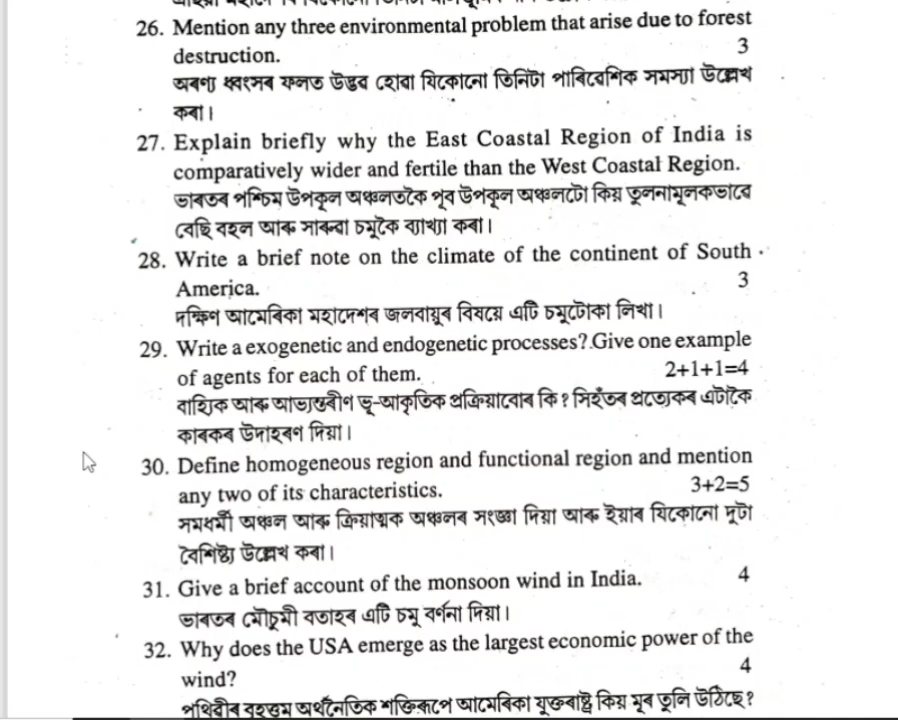 26. Mention any three environmental problem that arise due to forest
destruction. 3
অৰণ্য ধ্বংসৰ ফলত উদ্ভৱ হোৱা যিকোনো তিনিটা পাৰিৱেশিক সমস্যা উল্লেখ
কৰা।
27. Explain briefly why the East Coastal Region of India is
comparatively wider and fertile than the West Coastal Region.
ভাৰতৰ পশ্চিম উপকূল অঞ্চলতকৈ পূব উপকূল অঞ্চলটো কিয় তুলনামূলকভাৱে
বেছি বহল আৰু সাৰুৱা চমুকৈ ব্যাখ্যা কৰা।
28. Write a brief note on the climate of the continent of South
America. 3
দক্ষিণ আমেৰিকা মহাদেশৰ জলবায়ুৰ বিষয়ে এটি চমুটোকা লিখা।
29. Write a exogenetic and endogenetic processes? Give one example
of agents for each of them. 2+1+1=4
বাহ্যিক আৰু আভ্যন্তৰীণ ভূ-আকৃতিক প্ৰক্ৰিয়াবোৰ কি? সিহঁতৰ প্ৰত্যেকৰ এটাকৈ
কাৰকৰ উদাহৰণ দিয়া।
30. Define homogeneous region and functional region and mention
any two of its characteristics. 3+2=5
সমধৰ্মী অঞ্চল আৰু ক্ৰিয়াত্মক অঞ্চলৰ সংজ্ঞা দিয়া আৰু ইয়াৰ যিকোনো দুটা
বৈশিষ্ট্য উল্লেখ কৰা।
31. Give a brief account of the monsoon wind in India. 4
ভাৰতৰ মৌচুমী বতাহৰ এটি চমু বৰ্ণনা দিয়া।
32. Why does the USA emerge as the largest economic power of the
wind? 4
পৃথিৱীৰ বৃহত্তম অৰ্থনৈতিক শক্তিৰূপে আমেৰিকা যুক্তৰাষ্ট্ৰ কিয় মূৰ তুলি উঠিছে?